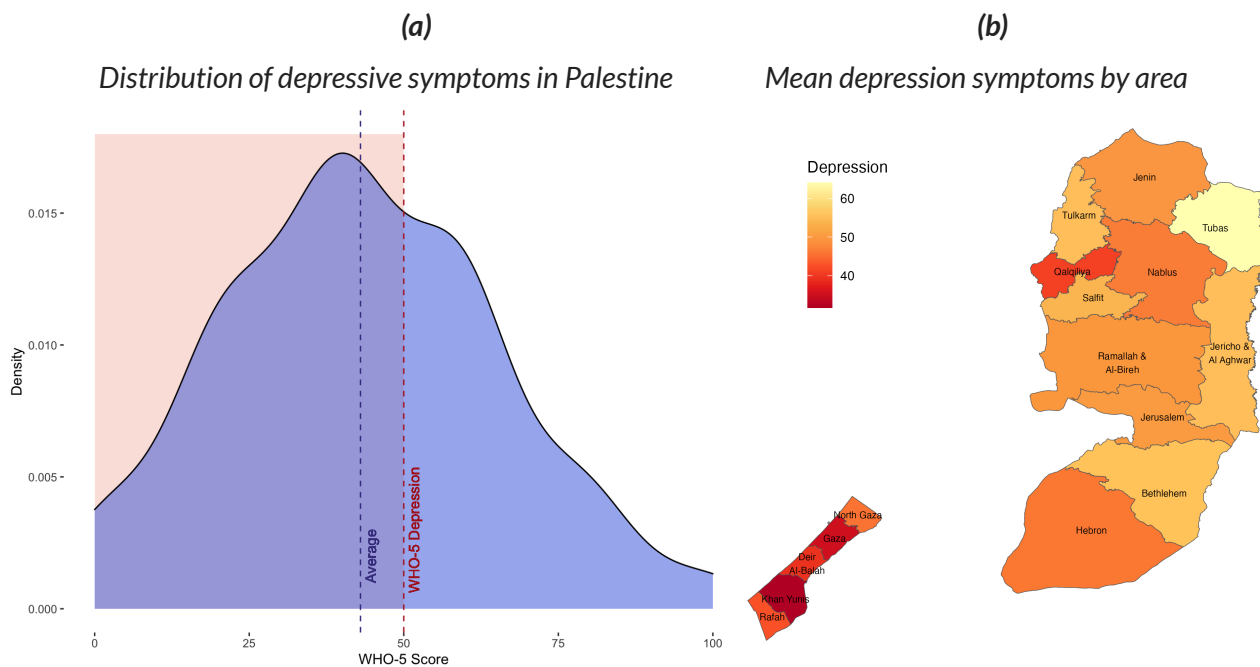 (a)
Distribution of depressive symptoms in Palestine
0.015
0.010
0.005
0.000
Density
Average
WHO-5 Depression
0
25
50
75
100
WHO-5 Score
(b)
Mean depression symptoms by area
Depression
60
50
40
Jenin
Tulkarm
Tubas
Qalqiliya
Nablus
Salfit
Jericho &
Al Aghwar
Ramallah &
Al-Bireh
Jerusalem
Bethlehem
Hebron
North Gaza
Gaza
Deir
Al-Balah
Khan Yunis
Rafah